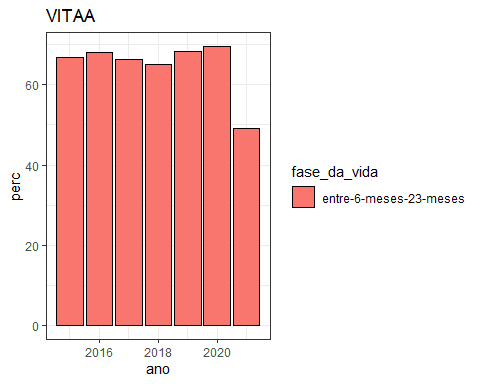 VITAA
60
40
20
0
perc
2016
2018
2020
ano
fase_da_vida
entre-6-meses-23-meses